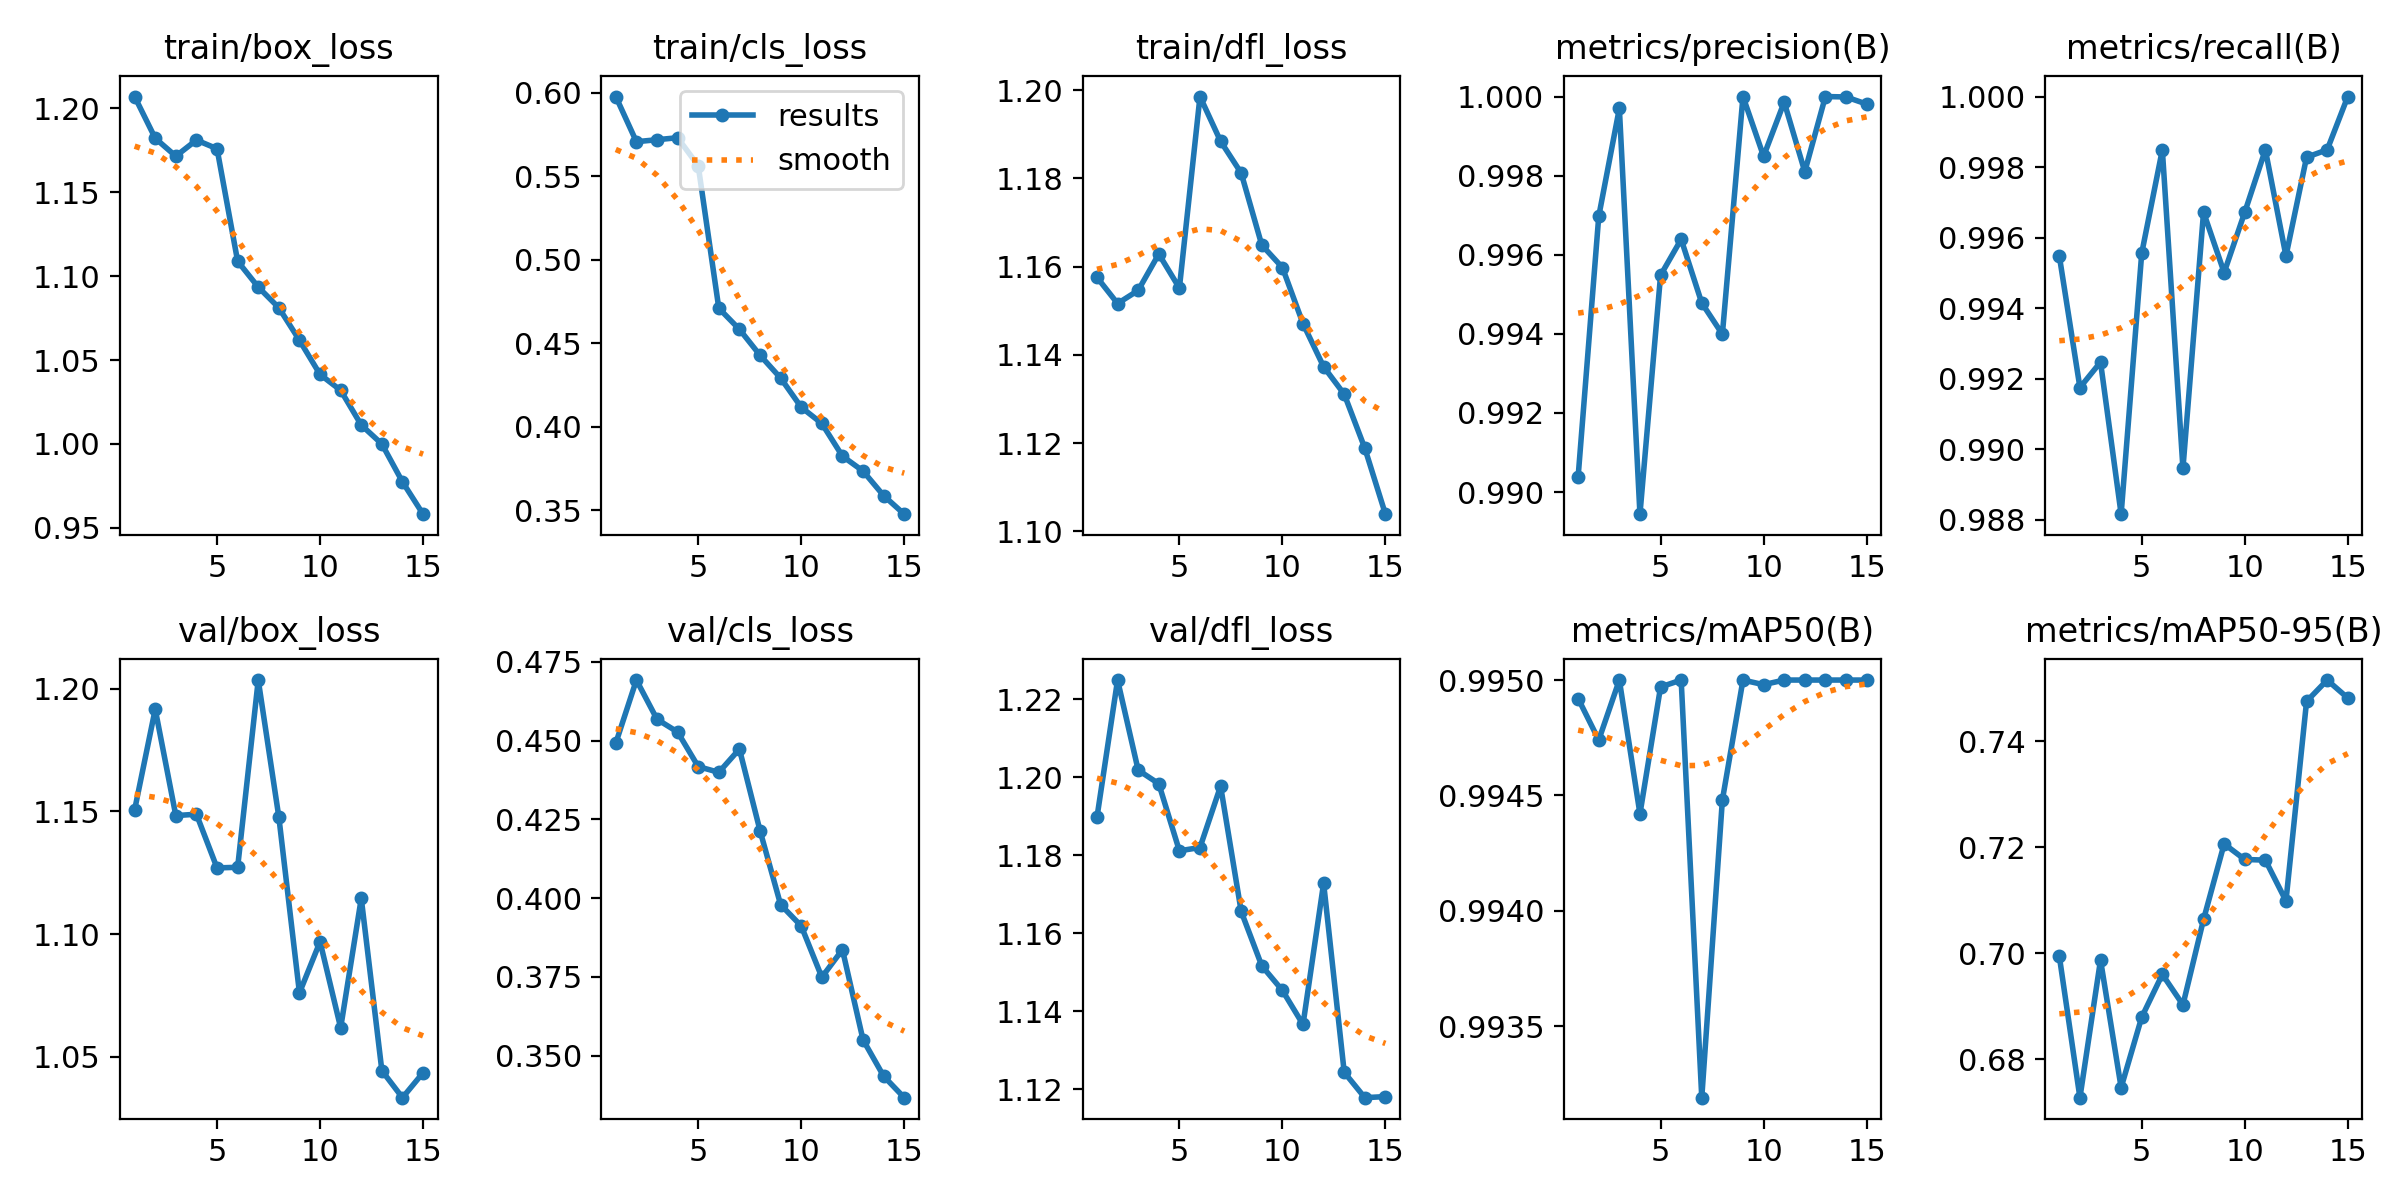 train/box_loss
train/cls_loss
train/dfl_loss
metrics/precision(B)
metrics/recall(B)
1.20
1.15
1.10
1.05
1.00
0.95
5 10 15
0.60
0.55
0.50
0.45
0.40
0.35
5 10 15
results
smooth
1.20
1.18
1.16
1.14
1.12
1.10
5 10 15
1.000
0.998
0.996
0.994
0.992
0.990
5 10 15
1.000
0.998
0.996
0.994
0.992
0.990
0.988
5 10 15
val/box_loss
val/cls_loss
val/dfl_loss
metrics/mAP50(B)
metrics/mAP50-95(B)
1.20
1.15
1.10
1.05
5 10 15
0.475
0.450
0.425
0.400
0.375
0.350
5 10 15
1.22
1.20
1.18
1.16
1.14
1.12
5 10 15
0.9950
0.9945
0.9940
0.9935
5 10 15
0.74
0.72
0.70
0.68
5 10 15